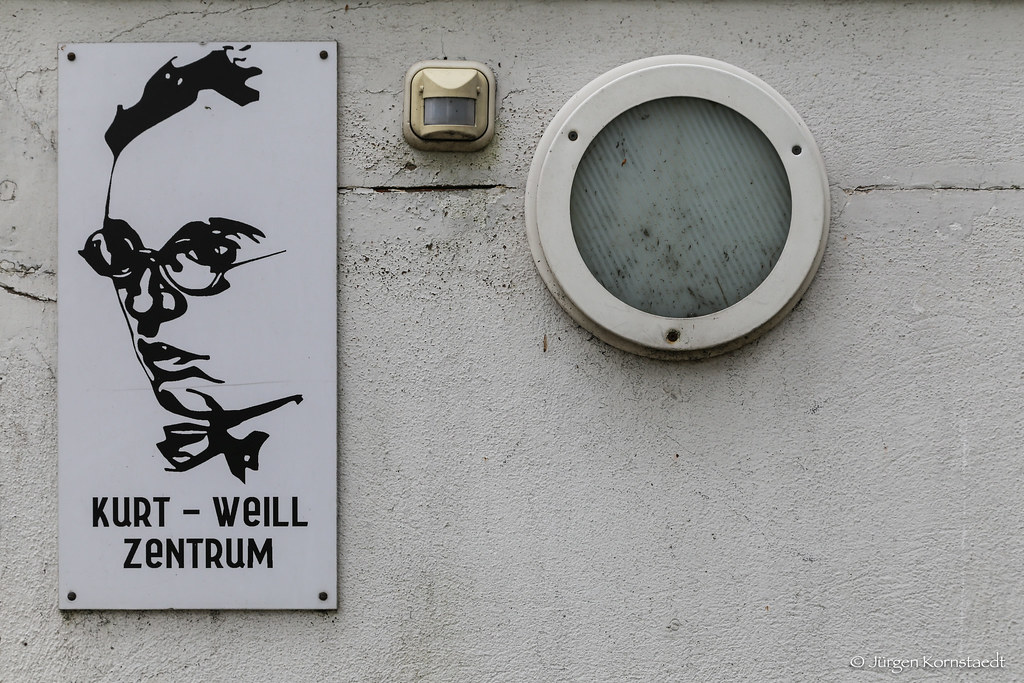 KURT – WEILL
ZENTRUM
© Jürgen Kornstaedt